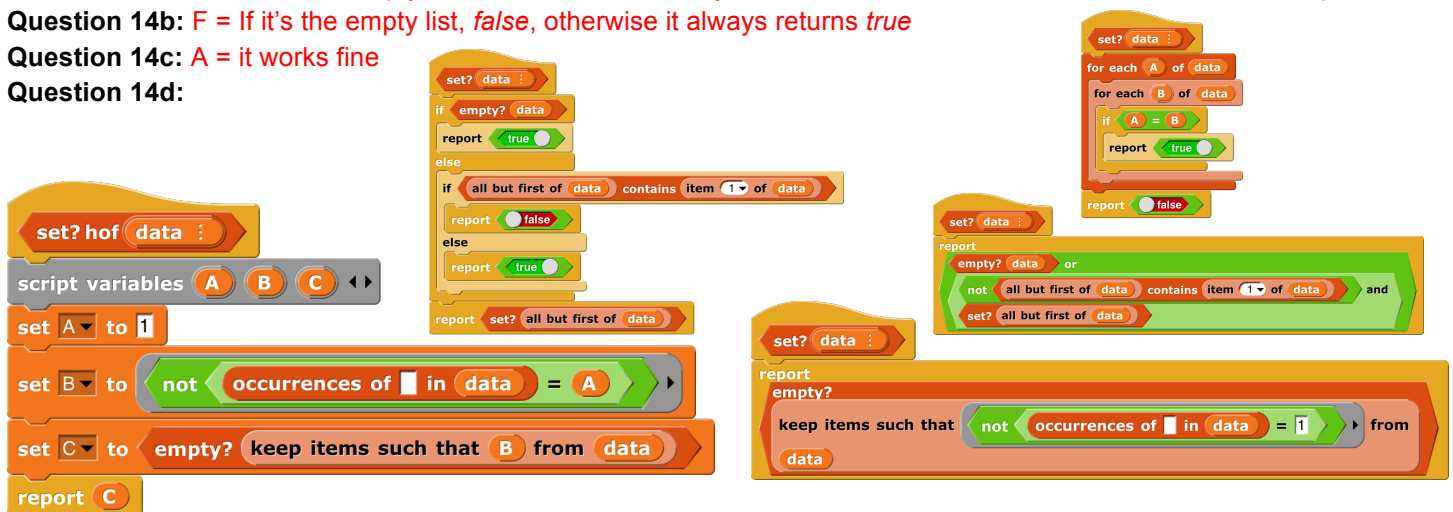 Question 14b: F = If it's the empty list, false, otherwise it always returns true
Question 14c: A = it works fine
Question 14d:
set? hof data ⋮
script variables A B C
set A to 1
set B to not occurrences of in data = A
set C to empty? keep items such that B from data
report C
set? data ⋮
if empty? data
report true
else
if all but first of data contains item 1 of data
report false
else
report true
report set? all but first of data
set? data ⋮
for each A of data
for each B of data
if A = B
report true
report false
set? data ⋮
report
empty? data or
not all but first of data contains item 1 of data and
set? all but first of data
set? data ⋮
report
empty?
keep items such that not occurrences of in data = 1 from
data